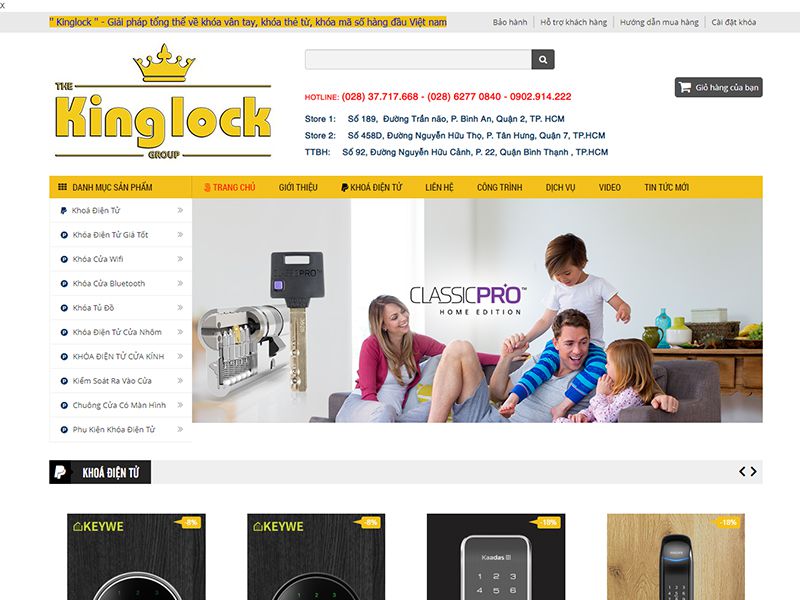 x
" Kinglock " - Giải pháp tổng thể về khóa vân tay, khóa thẻ từ, khóa mã số hàng đầu Việt nam
Bảo hành
Hỗ trợ khách hàng
Hướng dẫn mua hàng
Cài đặt khóa
THE
Kinglock
GROUP
HOTLINE: (028) 37.717.668 - (028) 6277 0840 - 0902.914.222
Store 1: Số 189, Đường Trần não, P. Bình An, Quận 2, TP. HCM
Store 2: Số 458D, Đường Nguyễn Hữu Thọ, P. Tân Hưng, Quận 7, TP.HCM
TTBH: Số 92, Đường Nguyễn Hữu Cảnh, P. 22, Quận Bình Thạnh , TP.HCM
Giỏ hàng của bạn
DANH MỤC SẢN PHẨM
TRANG CHỦ
GIỚI THIỆU
KHOÁ ĐIỆN TỬ
LIÊN HỆ
CÔNG TRÌNH
DỊCH VỤ
VIDEO
TIN TỨC MỚI
Khoá Điện Tử
Khóa Điện Tử Giá Tốt
Khóa Cửa Wifi
Khóa Cửa Bluetooth
Khóa Tủ Đồ
Khóa Điện Tử Cửa Nhôm
KHÓA ĐIỆN TỬ CỬA KÍNH
Kiểm Soát Ra Vào Cửa
Chuông Cửa Có Màn Hình
Phụ Kiện Khóa Điện Tử
CLASSICPRO™
CLASSICPRO™
HOME EDITION
KHOÁ ĐIỆN TỬ
KEYWE
-8%
KEYWE
-8%
-18%
Kaadas
1 2 3
4 5 6
-18%
PHILIPS